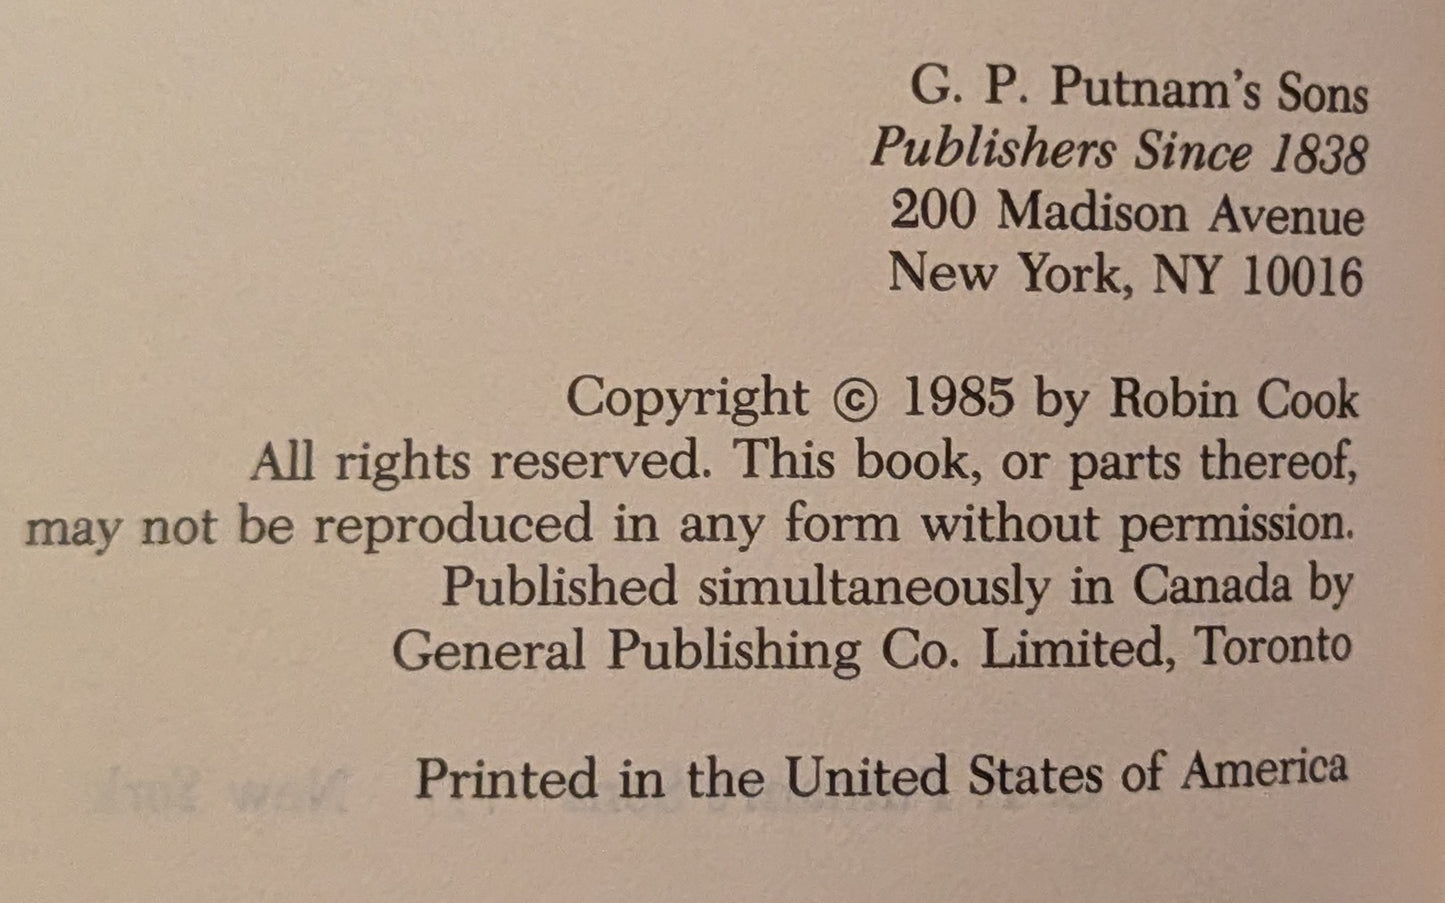 G. P. Putnam's Sons
Publishers Since 1838
200 Madison Avenue
New York, NY 10016
Copyright © 1985 by Robin Cook
All rights reserved. This book, or parts thereof,
may not be reproduced in any form without permission.
Published simultaneously in Canada by
General Publishing Co. Limited, Toronto
Printed in the United States of America